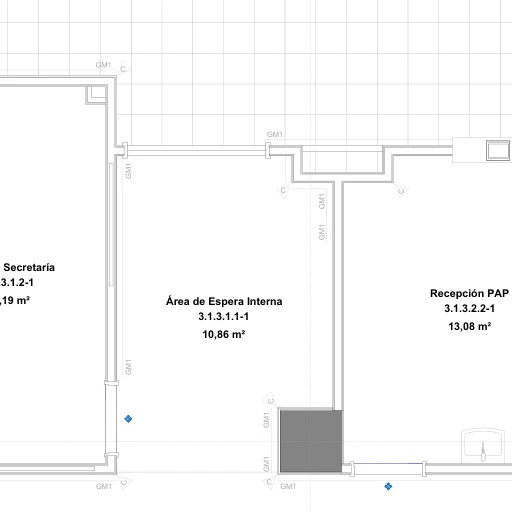 GM1
C
GM1
GM1
C
C
GM1
GM1
Secretaría
.3.1.2-1
,19 m²
Área de Espera Interna
3.1.3.1.1-1
10,86 m²
Recepción PAP
3.1.3.2.2-1
13,08 m²
GM1
C
GM1
GM1
GM1
C
C
GM1